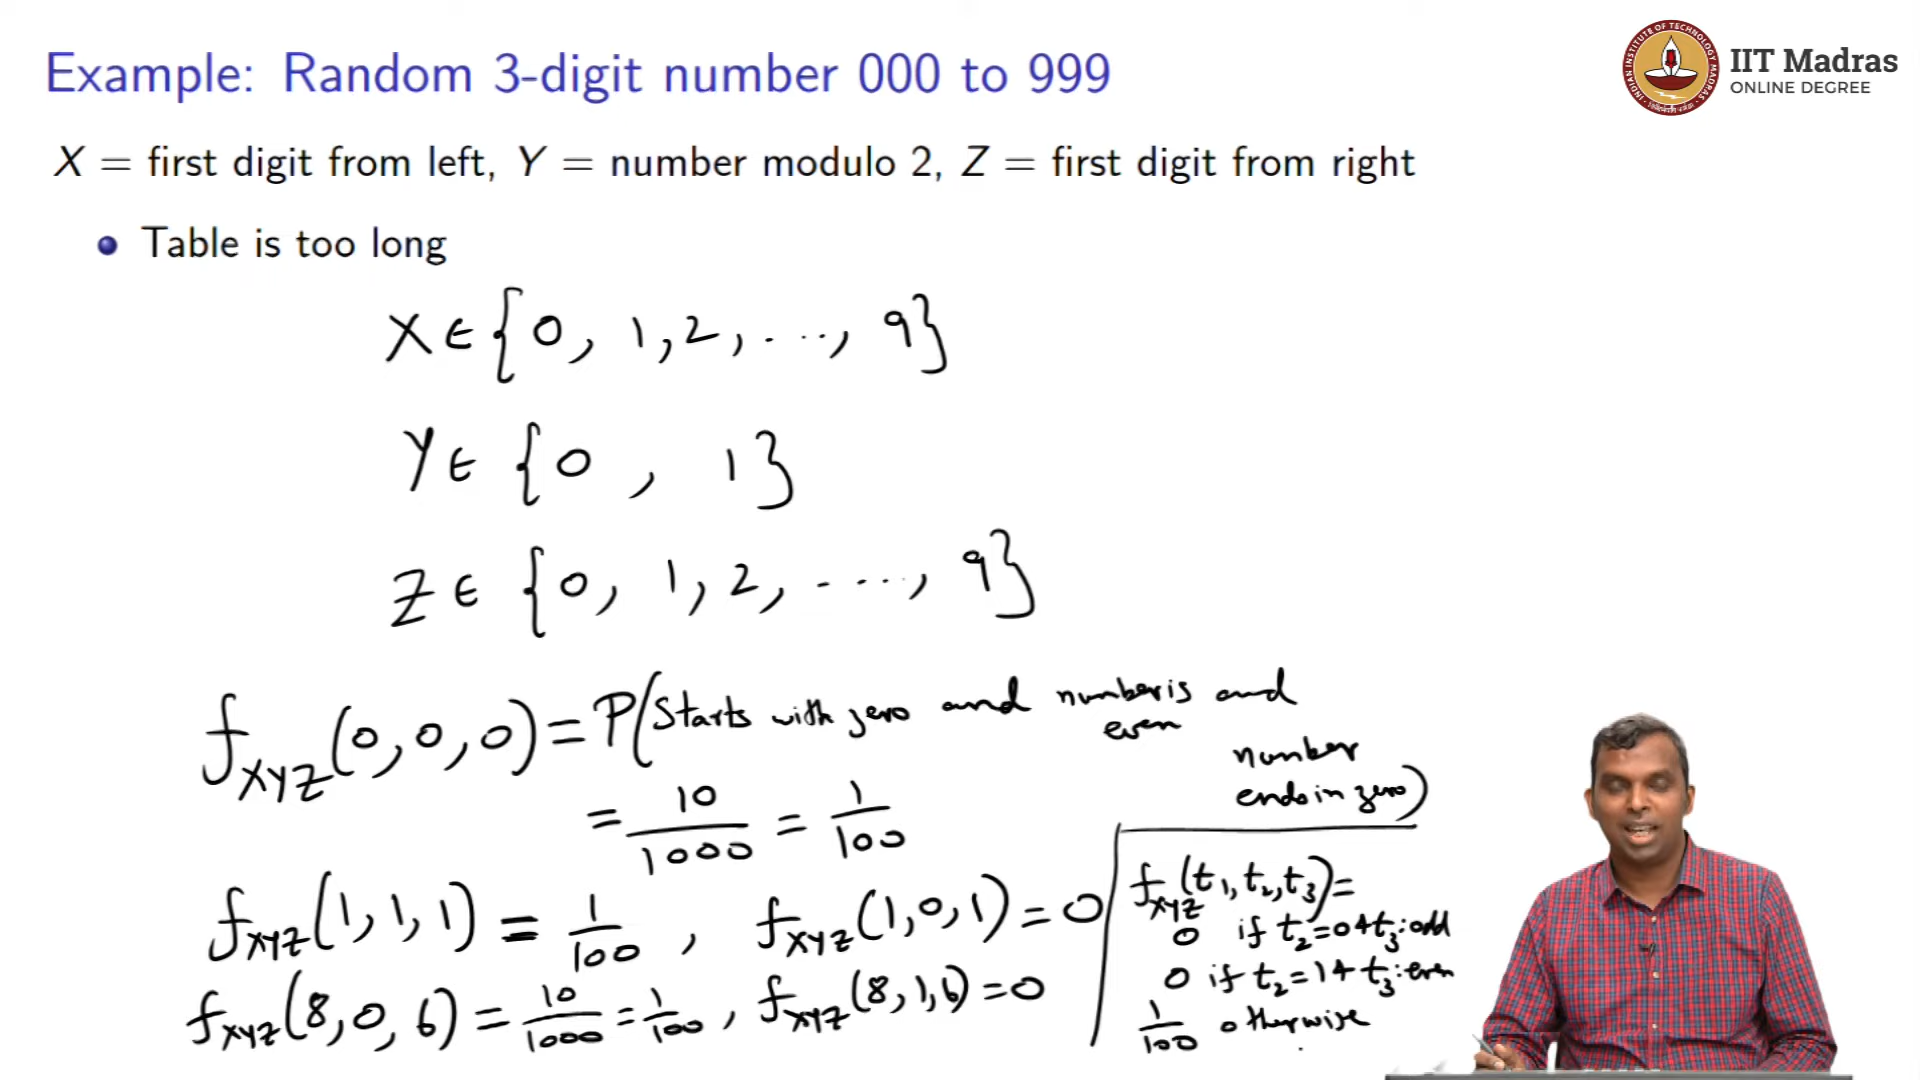 Example: Random 3-digit number 000 to 999
IIT Madras
ONLINE DEGREE
X = first digit from left, Y = number modulo 2, Z = first digit from right
Table is too long
X ∈ {0, 1, 2, ..., 9}
Y ∈ {0, 1}
Z ∈ {0, 1, 2, ...., 9}
f_XYZ(0,0,0) = P(Starts with zero and number is even and number ends in zero)
= 10/1000 = 1/100
f_XYZ(1,1,1) = 1/100, f_XYZ(1,0,1) = 0
f_XYZ(8,0,6) = 10/1000 = 1/100, f_XYZ(8,1,6) = 0
f_XYZ(t₁,t₂,t₃) =
0 if t₂=0 & t₃:odd
0 if t₂=1 & t₃:even
1/100 otherwise